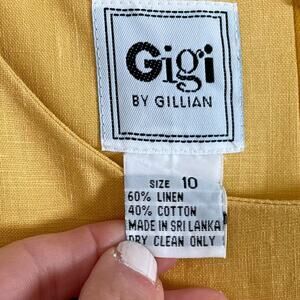 Gigi
BY GILLIAN
SIZE 10
60% LINEN
40% COTTON
MADE IN SRI LANKA
DRY CLEAN ONLY